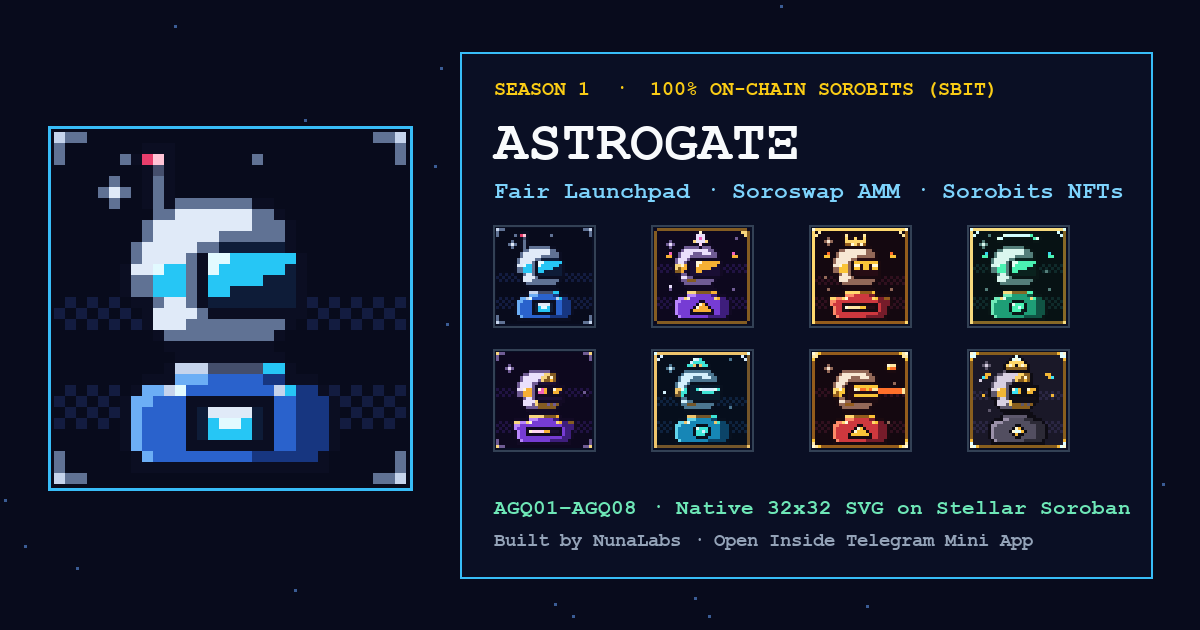 SEASON 1 · 100% ON-CHAIN SOROBITS (SBIT)
ASTROGATΞ
Fair Launchpad · Soroswap AMM · Sorobits NFTs
AGQ01–AGQ08 · Native 32x32 SVG on Stellar Soroban
Built by NunaLabs · Open Inside Telegram Mini App